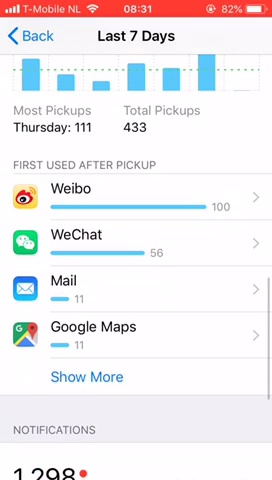 T-Mobile NL 08:31 82%
Back Last 7 Days
Most Pickups Total Pickups
Thursday: 111 433
FIRST USED AFTER PICKUP
Weibo
100
WeChat
56
Mail
11
Google Maps
11
Show More
NOTIFICATIONS
1,298